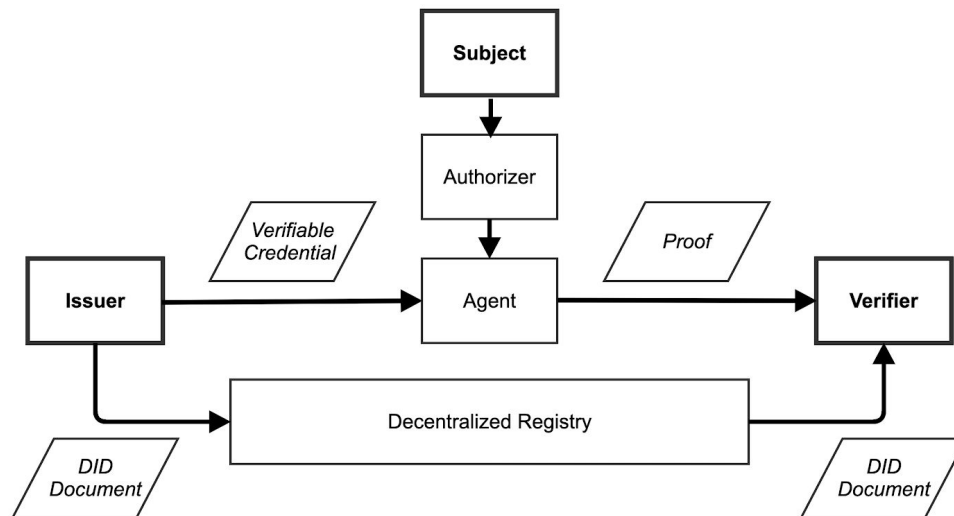 Subject
Authorizer
Verifiable
Credential
Proof
Issuer
Agent
Verifier
Decentralized Registry
DID
Document
DID
Document